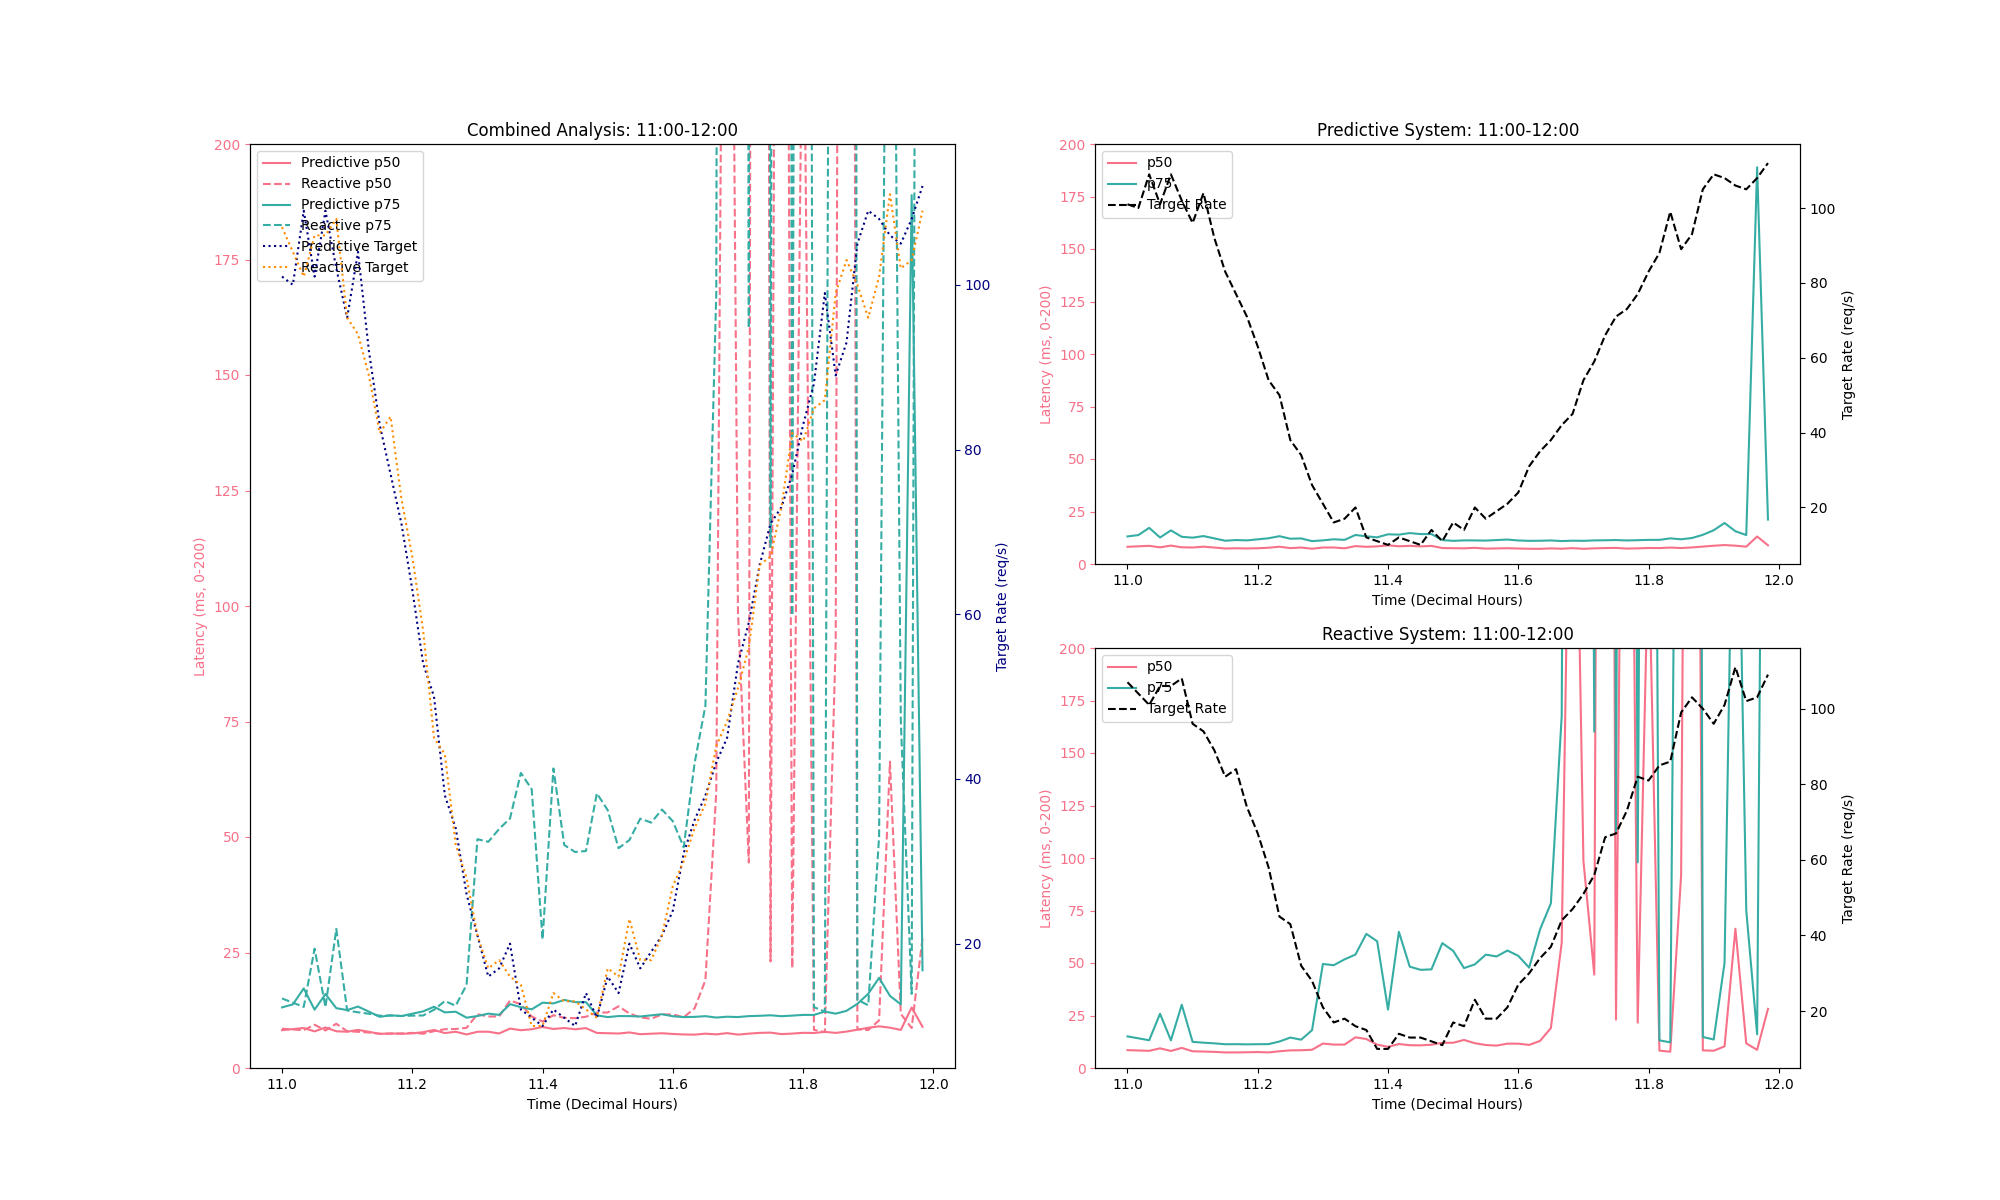 Combined Analysis: 11:00-12:00
Predictive p50
Reactive p50
Predictive p75
Reactive p75
Predictive Target
Reactive Target
200
175
150
125
100
75
50
25
0
Latency (ms, 0-200)
100
80
60
40
20
Target Rate (req/s)
11.0 11.2 11.4 11.6 11.8 12.0
Time (Decimal Hours)
Predictive System: 11:00-12:00
p50
p75
Target Rate
200
175
150
125
100
75
50
25
0
Latency (ms, 0-200)
100
80
60
40
20
Target Rate (req/s)
11.0 11.2 11.4 11.6 11.8 12.0
Time (Decimal Hours)
Reactive System: 11:00-12:00
p50
p75
Target Rate
200
175
150
125
100
75
50
25
0
Latency (ms, 0-200)
100
80
60
40
20
Target Rate (req/s)
11.0 11.2 11.4 11.6 11.8 12.0
Time (Decimal Hours)